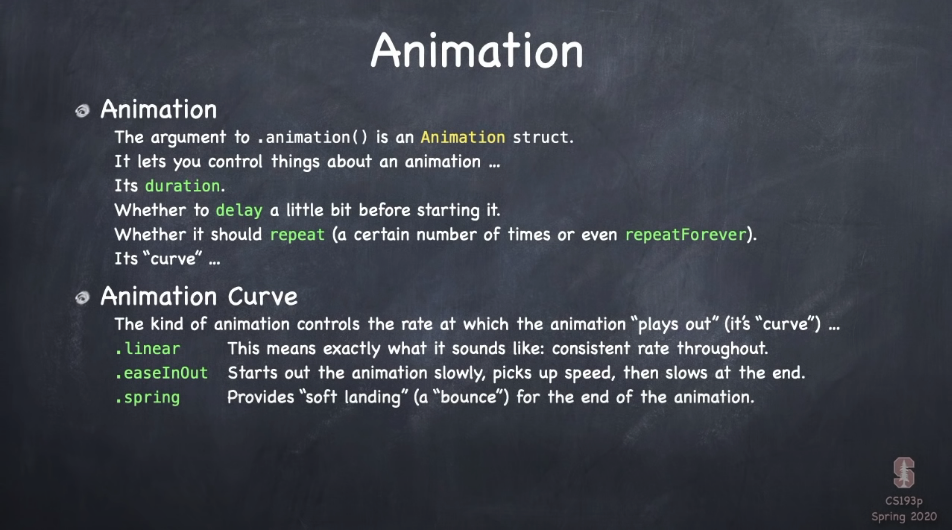 Animation
Animation
The argument to .animation() is an Animation struct.
It lets you control things about an animation ...
Its duration.
Whether to delay a little bit before starting it.
Whether it should repeat (a certain number of times or even repeatForever).
Its “curve” ...
Animation Curve
The kind of animation controls the rate at which the animation “plays out” (it’s “curve”) ...
.linear This means exactly what it sounds like: consistent rate throughout.
.easeInOut Starts out the animation slowly, picks up speed, then slows at the end.
.spring Provides “soft landing” (a “bounce”) for the end of the animation.
S
CS193p
Spring 2020